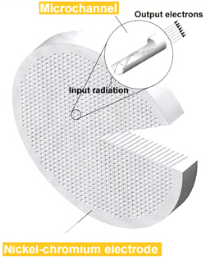 Microchannel
Output electrons
Input radiation
Nickel-chromium electrode